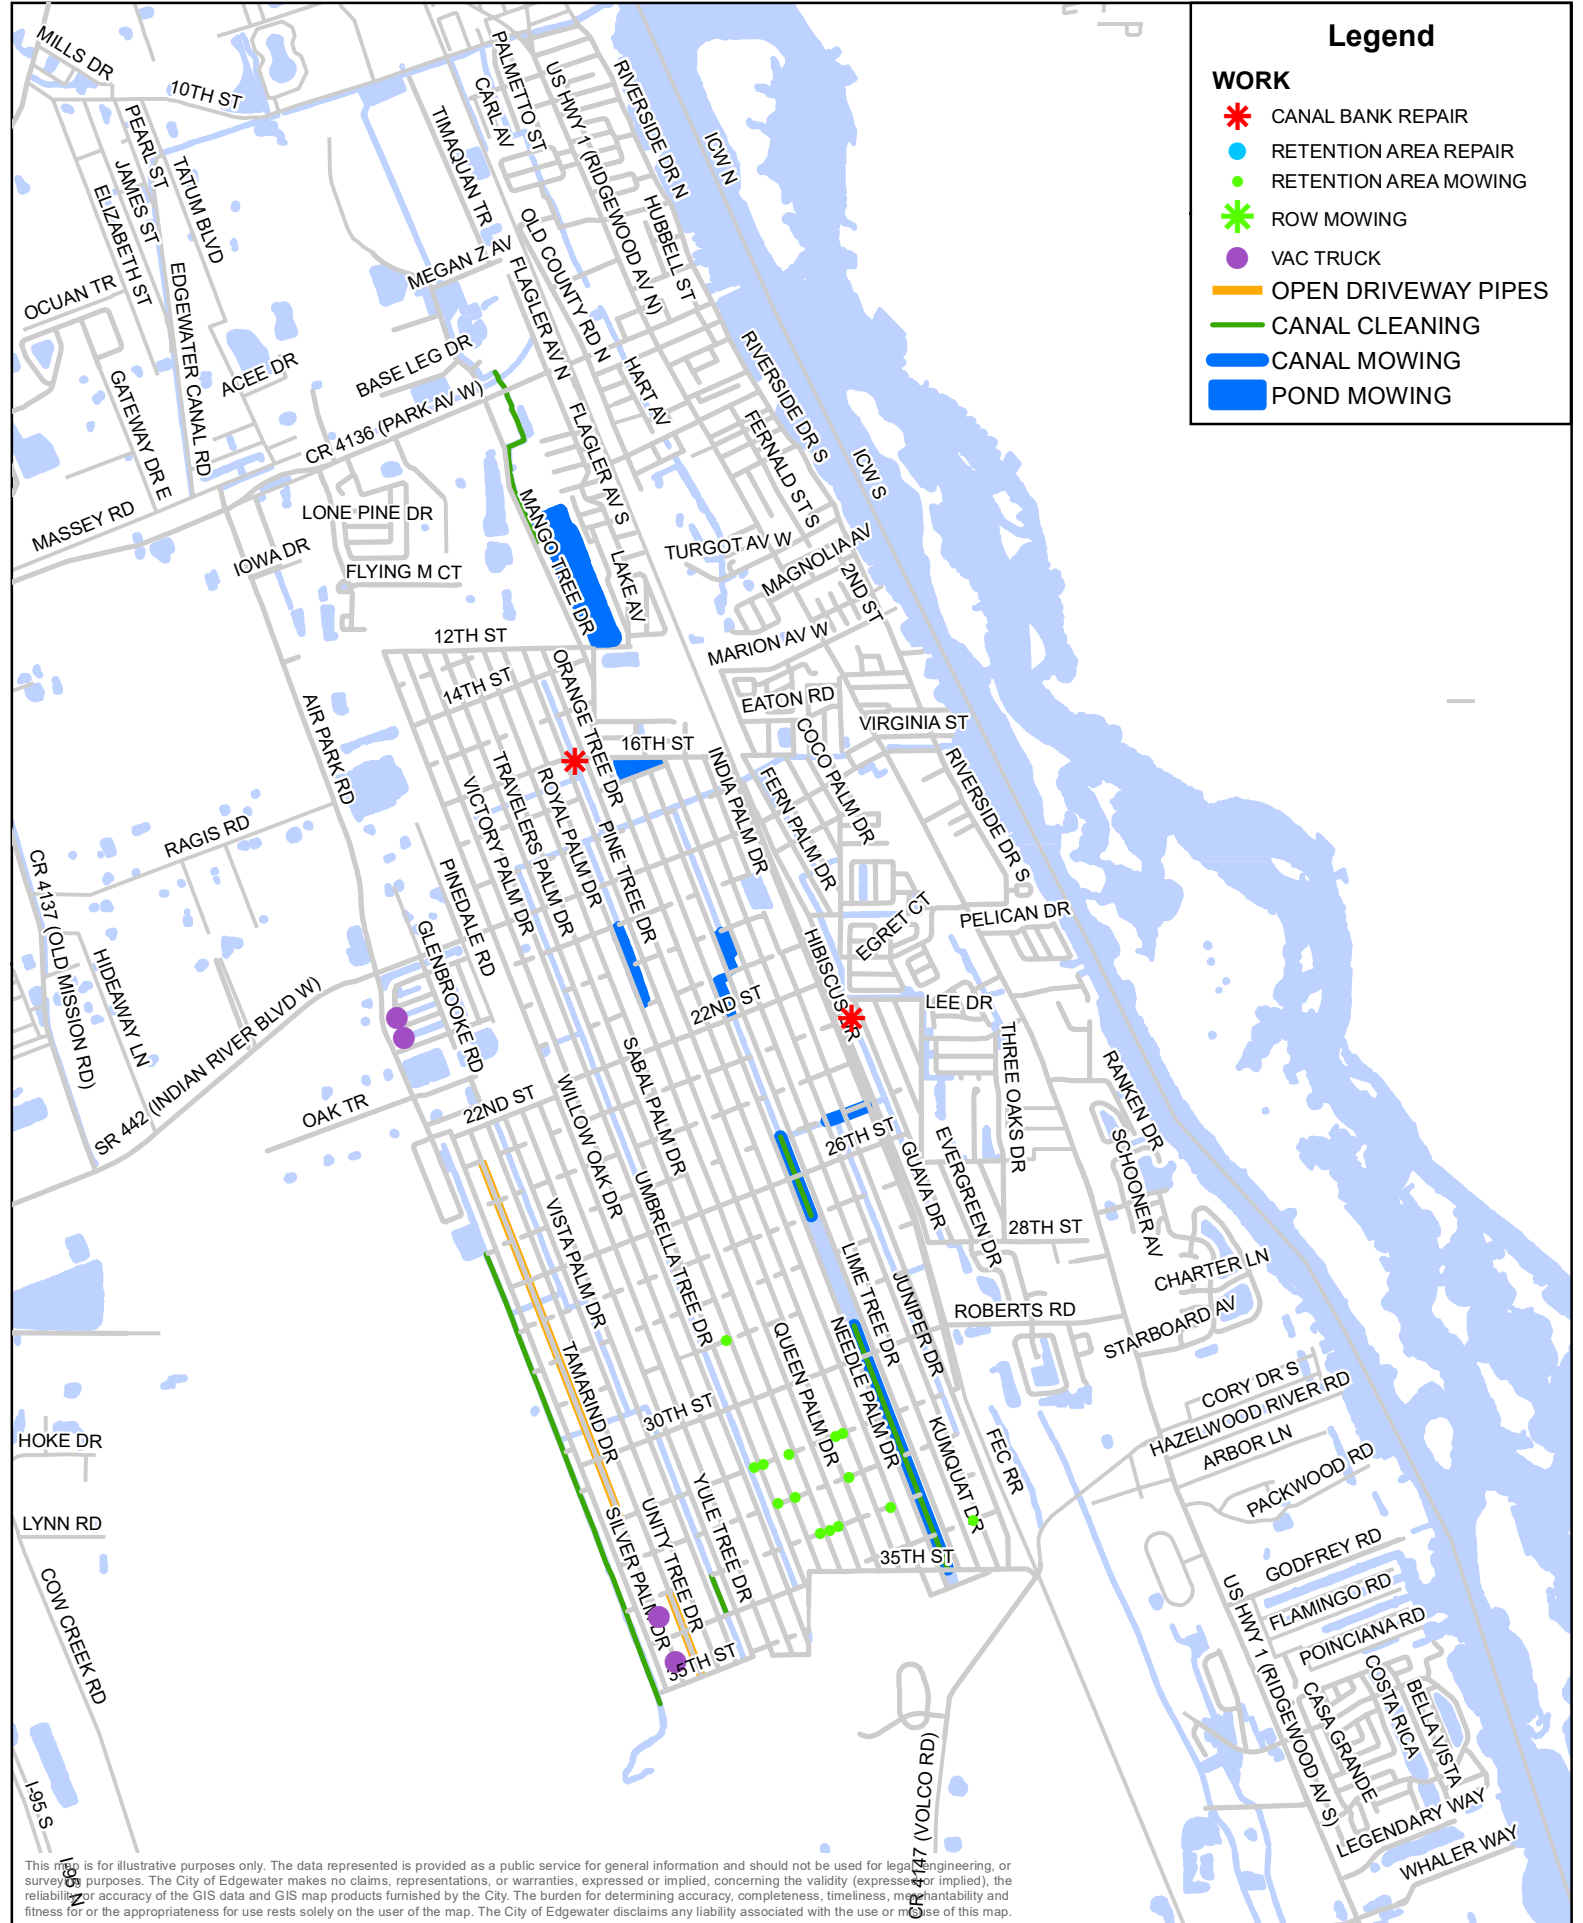 Legend
WORK
CANAL BANK REPAIR
RETENTION AREA REPAIR
RETENTION AREA MOWING
ROW MOWING
VAC TRUCK
OPEN DRIVEWAY PIPES
CANAL CLEANING
CANAL MOWING
POND MOWING
MILLS DR
10TH ST
PALMETTO ST
CARL AV
US HWY 1 (RIDGEWOOD AV N)
RIVERSIDE DR N
ICW N
PEARL ST
JAMES ST
TATUM BLVD
ELIZABETH ST
TIMAQUAN TR
HUBBELL ST
OLD COUNTY RD N
MEGAN Z AV
FLAGLER AV N
OCUAN TR
EDGEWATER CANAL RD
ACEE DR
BASE LEG DR
GATEWAY DR E
CR 4136 (PARK AV W)
HART AV
RIVERSIDE DR S
FERNALD ST S
FLAGLER AV S
ICW S
MASSEY RD
LONE PINE DR
IOWA DR
FLYING M CT
MANGO TREE DR
LAKE AV
TURGOT AV W
MAGNOLIA AV
2ND ST
12TH ST
MARION AV W
14TH ST
ORANGE TREE DR
EATON RD
VIRGINIA ST
AIR PARK RD
16TH ST
COCO PALM DR
INDIA PALM DR
FERN PALM DR
RIVERSIDE DR S
TRAVELERS PALM DR
VICTORY PALM DR
ROYAL PALM DR
PINE TREE DR
RAGIS RD
CR 4137 (OLD MISSION RD)
PINEDALE RD
GLENBROOKE RD
EGRET CT
PELICAN DR
HIDEAWAY LN
HIBISCUS DR
SR 442 (INDIAN RIVER BLVD W)
22ND ST
LEE DR
THREE OAKS DR
OAK TR
22ND ST
WILLOW OAK DR
SABAL PALM DR
26TH ST
RANKEN DR
SCHOONER AV
GUAVA DR
EVERGREEN DR
VISTA PALM DR
UMBRELLA TREE DR
28TH ST
CHARTER LN
LIME TREE DR
JUNIPER DR
ROBERTS RD
STARBOARD AV
TAMARIND DR
QUEEN PALM DR
NEEDLE PALM DR
CORY DR S
HAZELWOOD RIVER RD
30TH ST
KUMQUAT DR
FEC RR
ARBOR LN
PACKWOOD RD
HOKE DR
LYNN RD
YULE TREE DR
UNITY TREE DR
SILVER PALM DR
35TH ST
GODFREY RD
FLAMINGO RD
POINCIANA RD
COW CREEK RD
35TH ST
US HWY 1 (RIDGEWOOD AV S)
COSTA RICA
BELLA VISTA
CASA GRANDE
LEGENDARY WAY
WHALER WAY
CR 4147 (VOLCO RD)
I-95 S
I-95 N
This map is for illustrative purposes only. The data represented is provided as a public service for general information and should not be used for legal, engineering, or
surveying purposes. The City of Edgewater makes no claims, representations, or warranties, expressed or implied, concerning the validity (expressed or implied), the
reliability or accuracy of the GIS data and GIS map products furnished by the City. The burden for determining accuracy, completeness, timeliness, merchantability and
fitness for or the appropriateness for use rests solely on the user of the map. The City of Edgewater disclaims any liability associated with the use or misuse of this map.